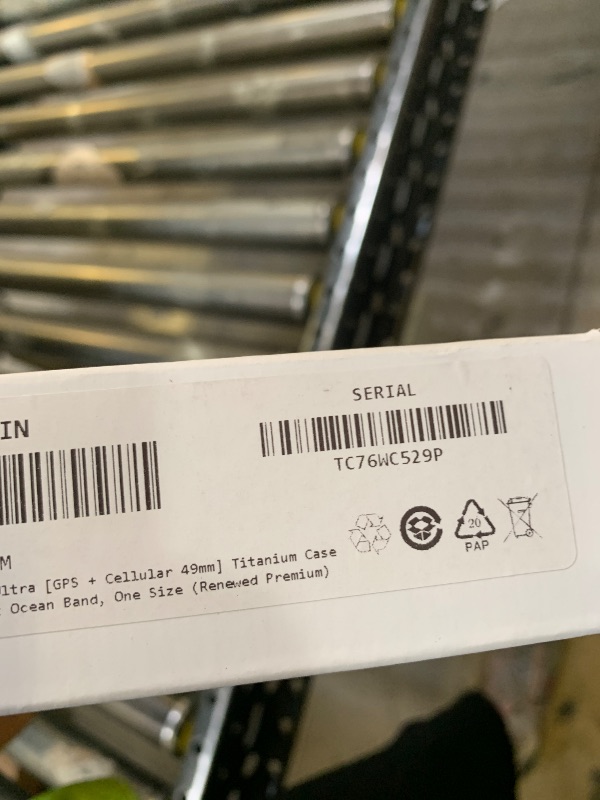 SERIAL
TC76WC529P
IN
M
ltra [GPS + Cellular 49mm] Titanium Case
Ocean Band, One Size (Renewed Premium)
20
PAP